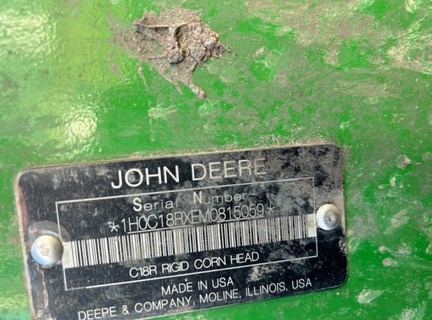 JOHN DEERE
Serial Number
*1H0C18RXEM0815059*
C18R RIGID CORN HEAD
MADE IN USA
DEERE & COMPANY, MOLINE, ILLINOIS, USA